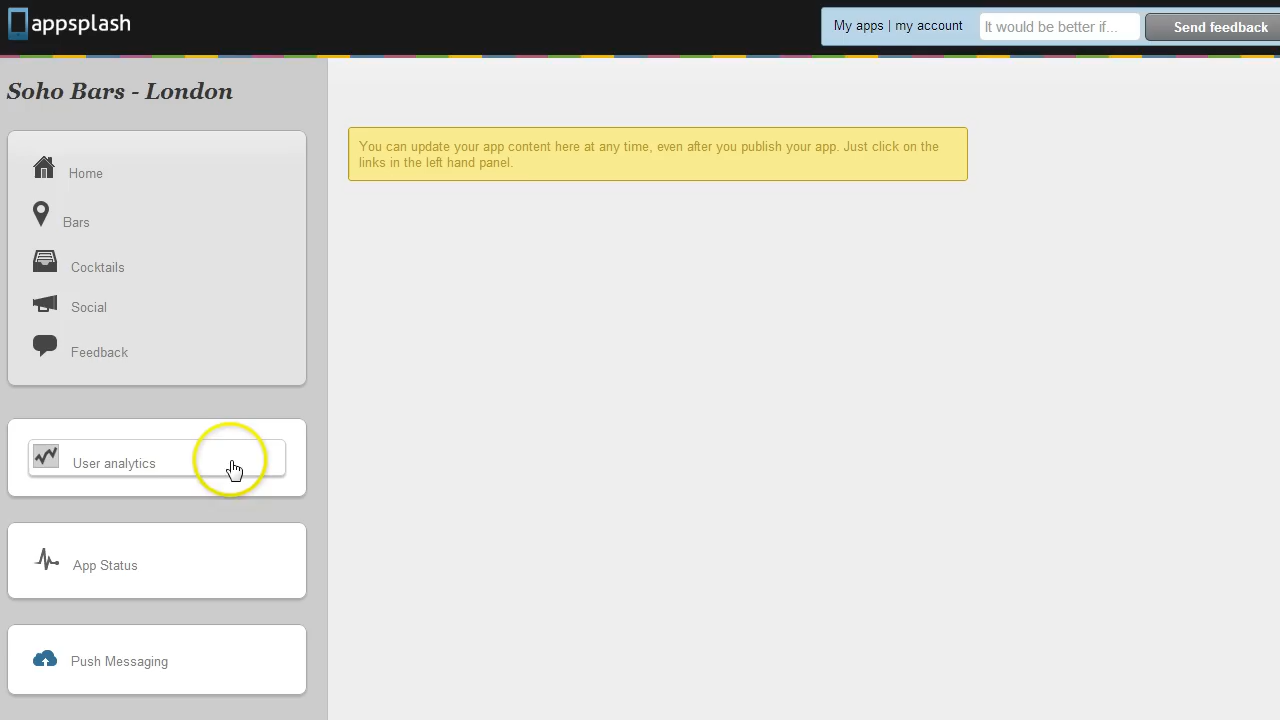 appsplash
My apps | my account
It would be better if...
Send feedback
Soho Bars - London
Home
Bars
Cocktails
Social
Feedback
User analytics
App Status
Push Messaging
You can update your app content here at any time, even after you publish your app. Just click on the
links in the left hand panel.